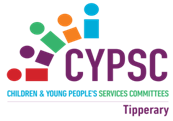 CYPSC
CHILDREN & YOUNG PEOPLE'S SERVICES COMMITTEES
Tipperary